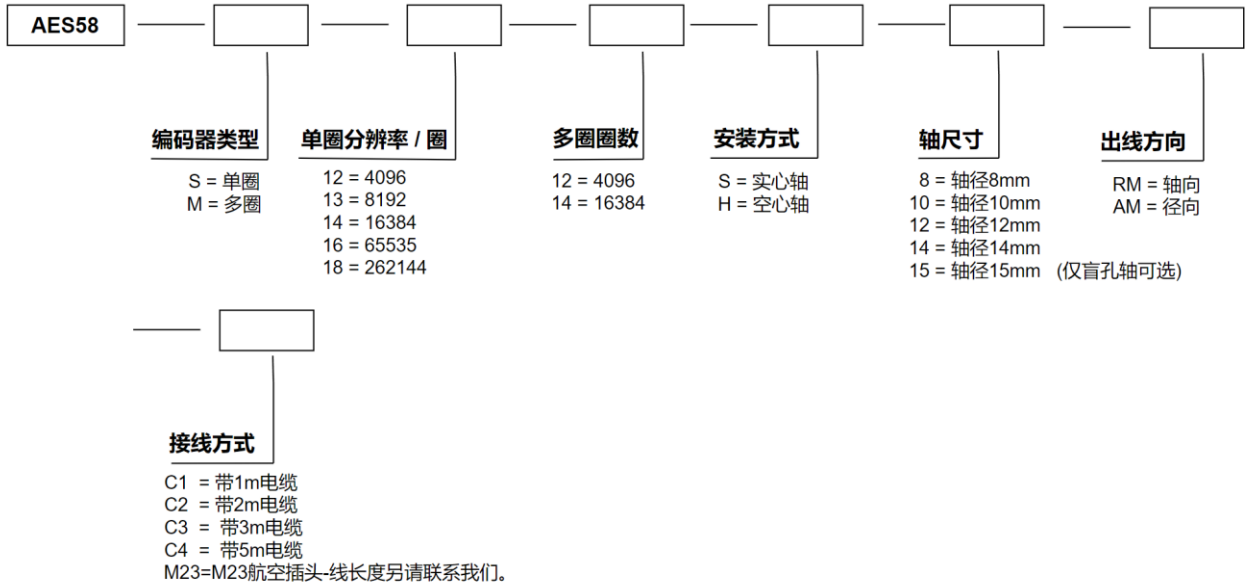 AES58
编码器类型
S = 单圈
M = 多圈
单圈分辨率 / 圈
12 = 4096
13 = 8192
14 = 16384
16 = 65535
18 = 262144
多圈圈数
12 = 4096
14 = 16384
安装方式
S = 实心轴
H = 空心轴
轴尺寸
8 = 轴径8mm
10 = 轴径10mm
12 = 轴径12mm
14 = 轴径14mm
15 = 轴径15mm (仅盲孔轴可选)
出线方向
RM = 轴向
AM = 径向
接线方式
C1 = 带1m电缆
C2 = 带2m电缆
C3 = 带3m电缆
C4 = 带5m电缆
M23=M23航空插头-线长度另请联系我们。